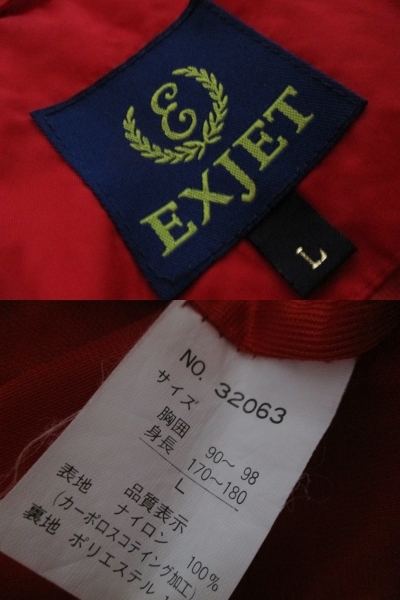 E
EXJET
L
NO. 32063
サイズ
胸囲 90～ 98
身長 170～180
L
品質表示
表地 ナイロン 100%
(カーボロスコティング加工)
裏地 ポリエステル 1